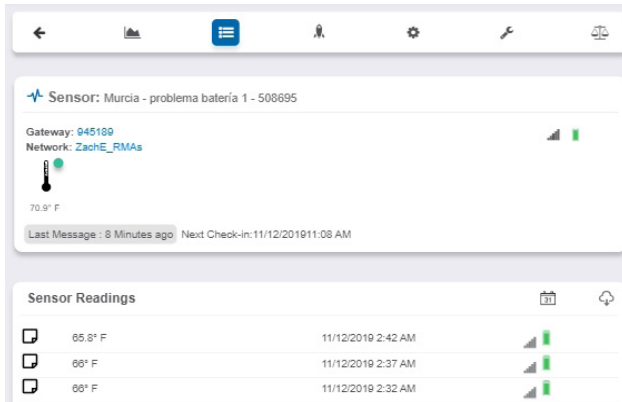 Sensor: Murcia - problema batería 1 - 508695
Gateway: 945189
Network: ZachE_RMAs
70.9° F
Last Message : 8 Minutes ago Next Check-in:11/12/201911:08 AM
Sensor Readings
31
65.8° F 11/12/2019 2:42 AM
66° F 11/12/2019 2:37 AM
66° F 11/12/2019 2:32 AM